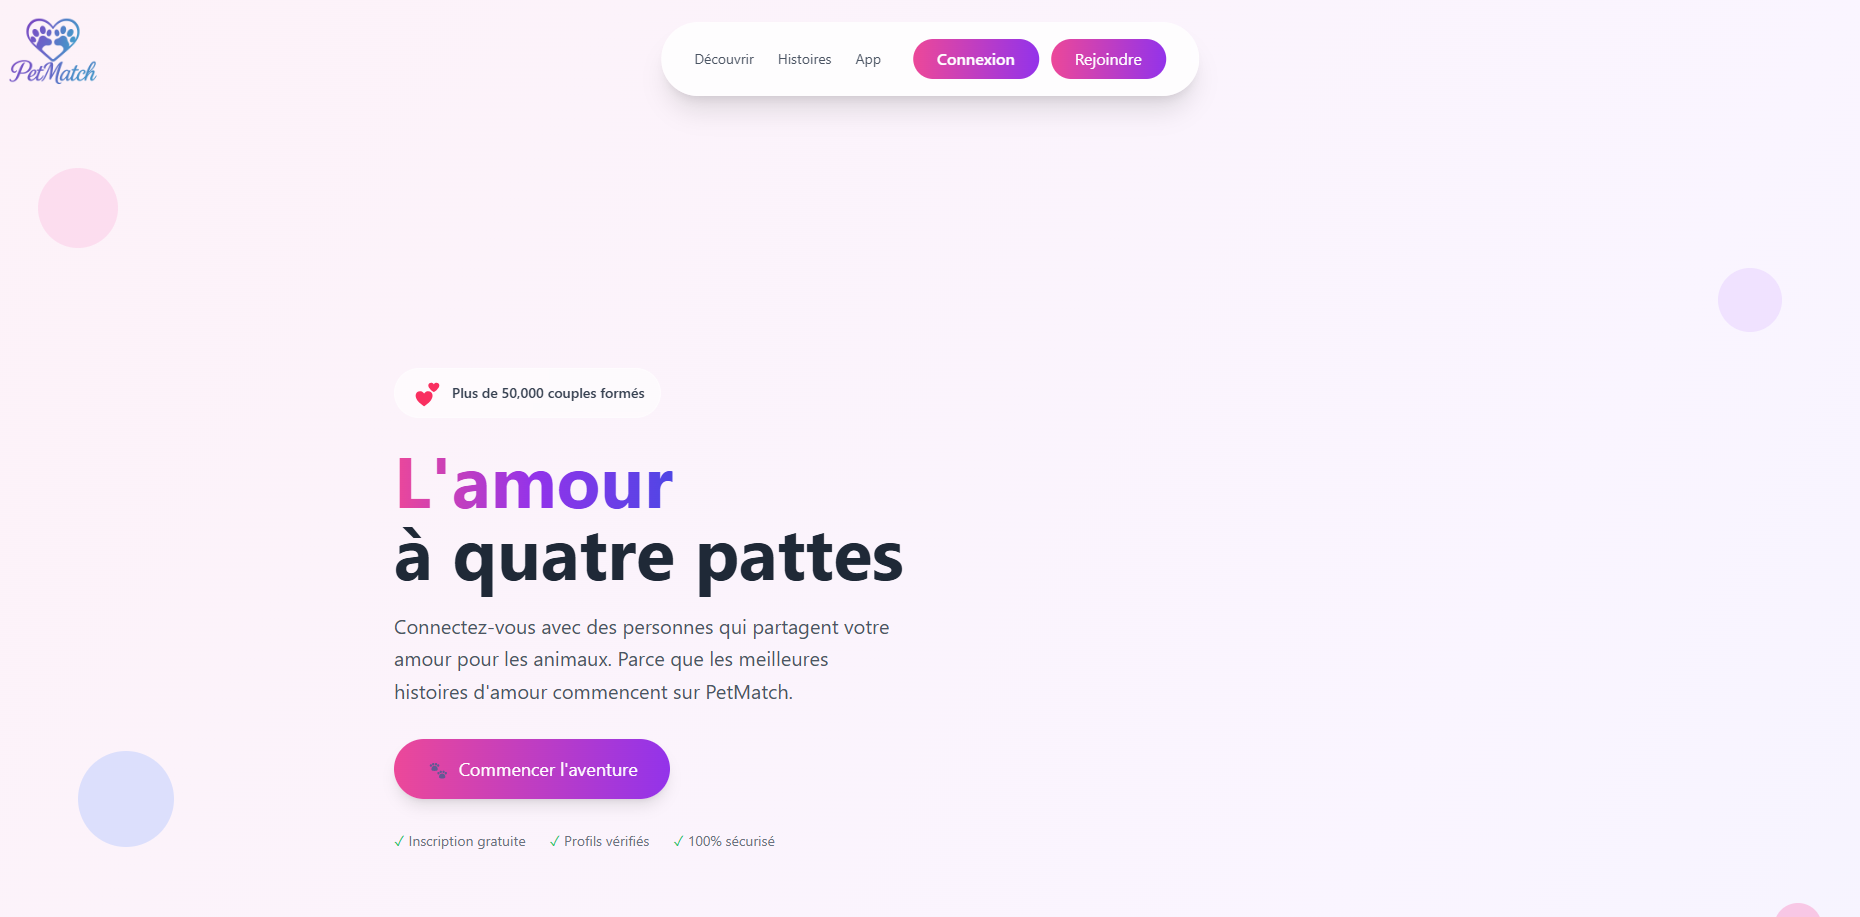 PetMatch
Découvrir Histoires App Connexion Rejoindre
Plus de 50,000 couples formés
L'amour
à quatre pattes
Connectez-vous avec des personnes qui partagent votre
amour pour les animaux. Parce que les meilleures
histoires d'amour commencent sur PetMatch.
Commencer l'aventure
✓ Inscription gratuite ✓ Profils vérifiés ✓ 100% sécurisé